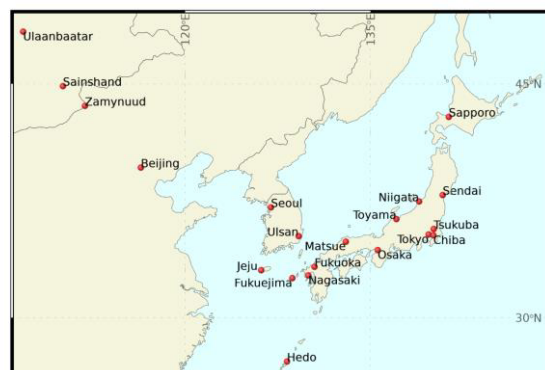 120°E
135°E
Ulaanbaatar
Sainshand
Zamynuud
45°N
Sapporo
Beijing
Seoul
Niigata
Sendai
Toyama
Ulsan
Matsue
Tsukuba
Tokyo
Chiba
Osaka
Jeju
Fukuoka
Fukuejima
Nagasaki
30°N
Hedo